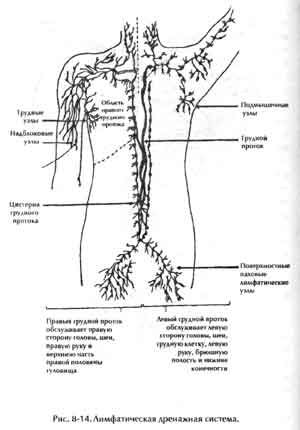 Область правого
грудного
протока
Грудные
узлы
Надблоковые
узлы
Подмышечные
узлы
Грудной
проток
Цистерна
грудного
протока
Поверхностные
паховые
лимфатические
узлы
Правый грудной проток
обслуживает правую
сторону головы, шеи,
правую руку и
верхнюю часть
правой половины
туловища
Левый грудной проток
обслуживает левую
сторону головы, шеи,
грудную клетку, левую
руку, брюшную
полость и нижние
конечности
Рис. 8-14. Лимфатическая дренажная система.